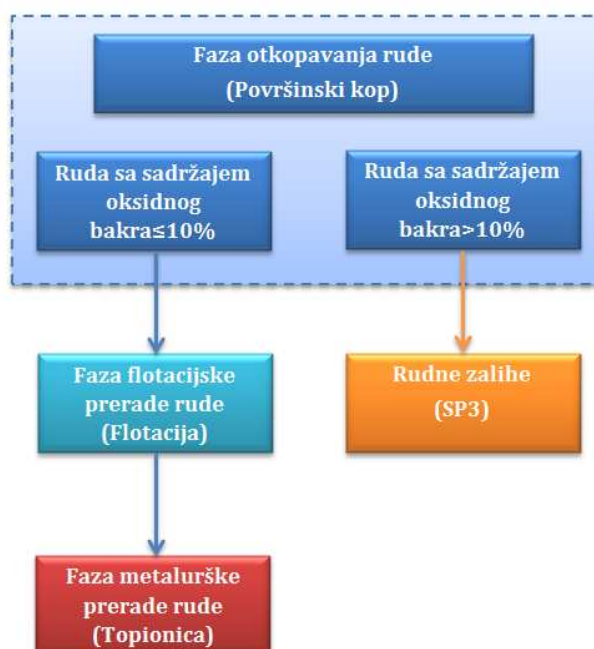 Faza otkopavanja rude
(Površinski kop)
Ruda sa sadržajem
oksidnog
bakra≤10%
Ruda sa sadržajem
oksidnog
bakra>10%
Faza flotacijske
prerade rude
(Flotacija)
Rudne zalihe
(SP3)
Faza metalurške
prerade rude
(Topionica)